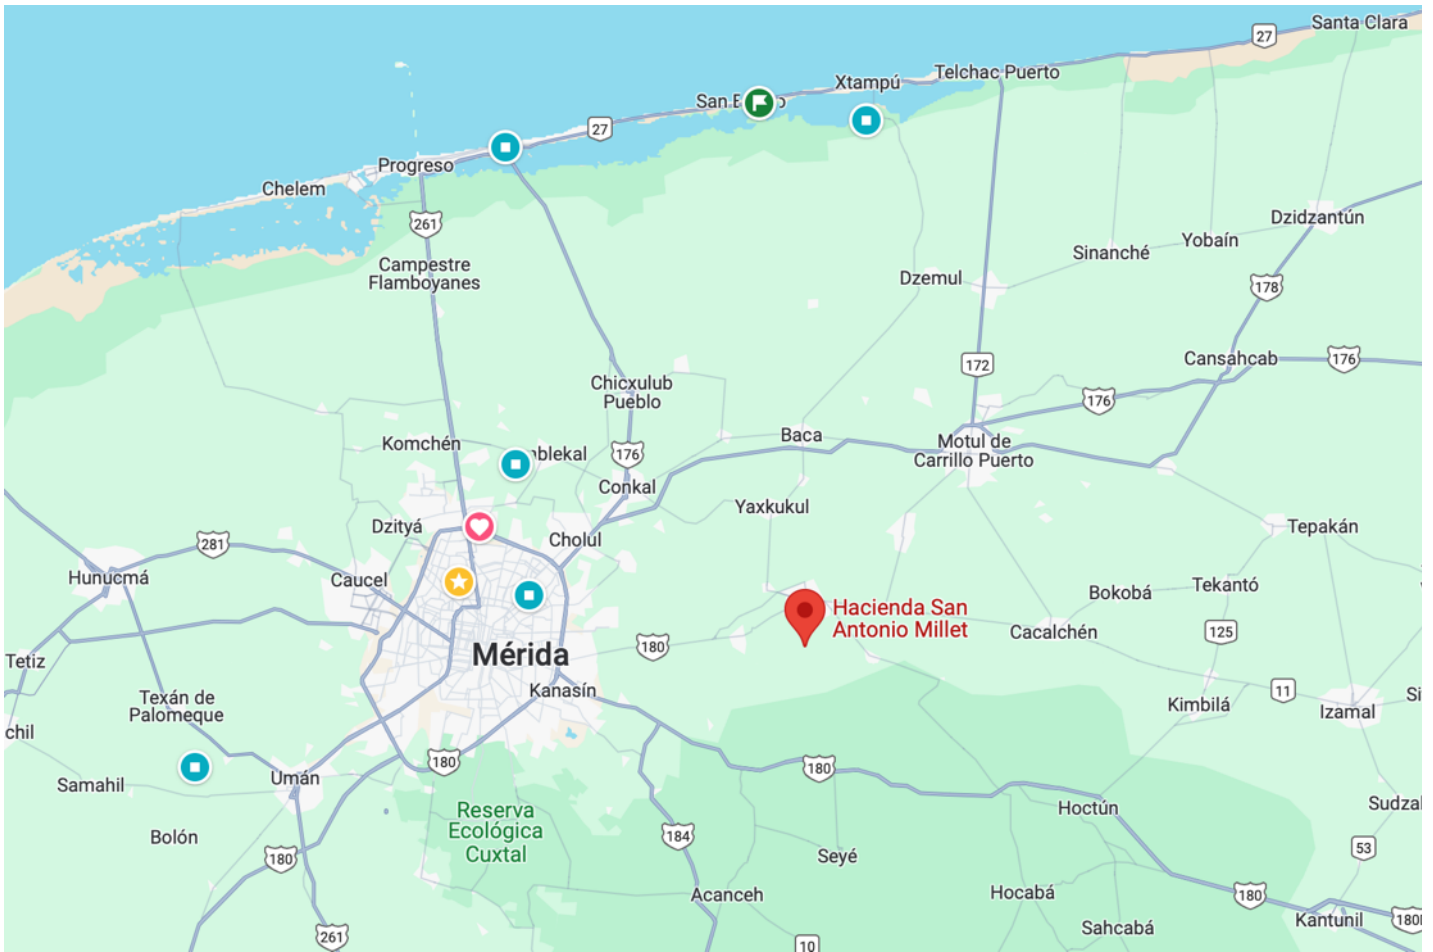 Santa Clara
27
Telchac Puerto
Xtampú
San B
o
27
Progreso
Chelem
261
Dzidzantún
Yobaín
Sinanché
Campestre
Flamboyanes
Dzemul
178
Cansahcab
176
172
Chicxulub
Pueblo
176
Baca
Motul de
Carrillo Puerto
Komchén
blekal
176
Conkal
Yaxkukul
Dzityá
Cholul
Tepakán
281
Hunucmá
Caucel
Tekantó
Bokobá
Hacienda San
Antonio Millet
Cacalchén
125
180
Mérida
Tetiz
Kanasín
11
Si
Texán de
Palomeque
Kimbilá
Izamal
chil
180
180
Umán
Samahil
Hoctún
Sudzal
Reserva
Ecológica
Cuxtal
184
Bolón
53
Seyé
180
Acanceh
Hocabá
180
Kantunil
180
Sahcabá
261
10